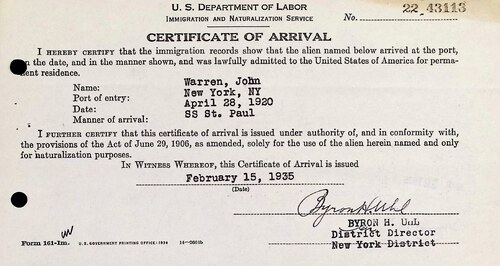 U. S. DEPARTMENT OF LABOR
IMMIGRATION AND NATURALIZATION SERVICE
No. 22 43113
CERTIFICATE OF ARRIVAL
I HEREBY CERTIFY that the immigration records show that the alien named below arrived at the port,
on the date, and in the manner shown, and was lawfully admitted to the United States of America for perma-
nent residence.
Name: Warren, John
Port of entry: New York, NY
Date: April 28, 1920
Manner of arrival: SS St. Paul
I FURTHER CERTIFY that this certificate of arrival is issued under authority of, and in conformity with,
the provisions of the Act of June 29, 1906, as amended, solely for the use of the alien herein named and only
for naturalization purposes.
IN WITNESS WHEREOF, this Certificate of Arrival is issued
February 15, 1935
(Date)
Byron H. Uhl
BYRON H. UHL
District Director
New York District
Form 161-Im. U. S. GOVERNMENT PRINTING OFFICE : 1934